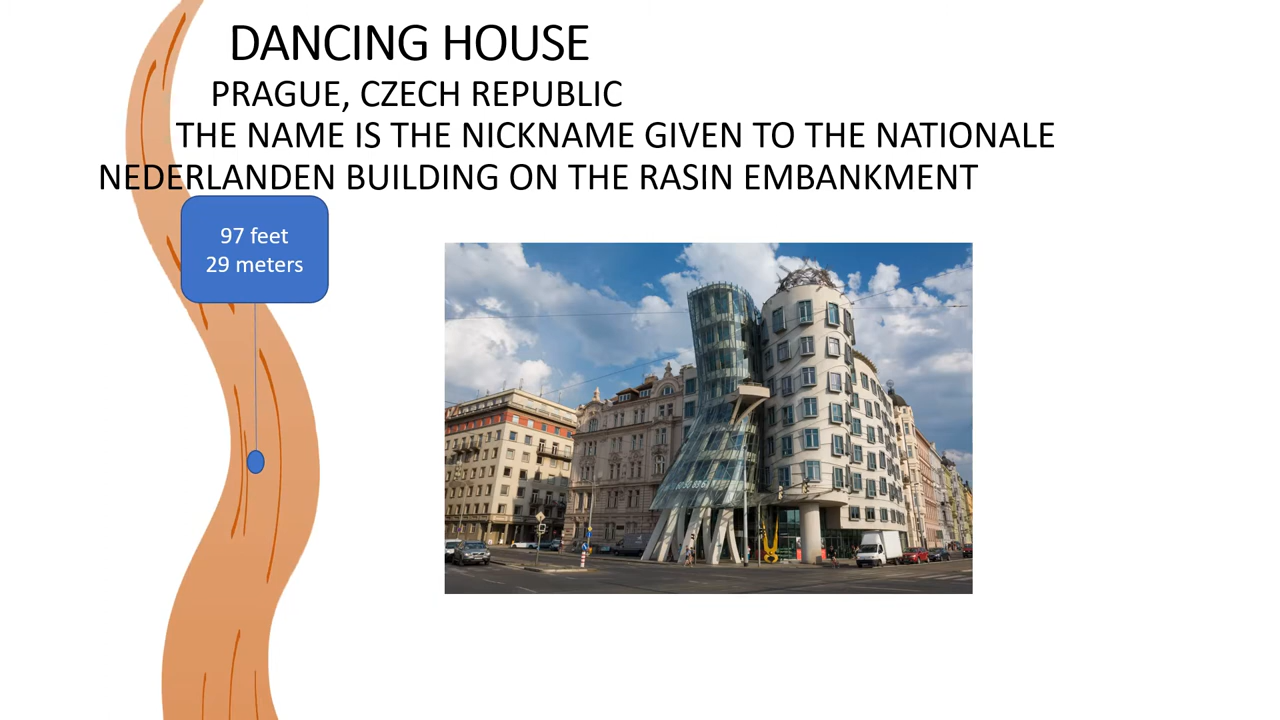 DANCING HOUSE
PRAGUE, CZECH REPUBLIC
THE NAME IS THE NICKNAME GIVEN TO THE NATIONALE
NEDERLANDEN BUILDING ON THE RASIN EMBANKMENT
97 feet
29 meters